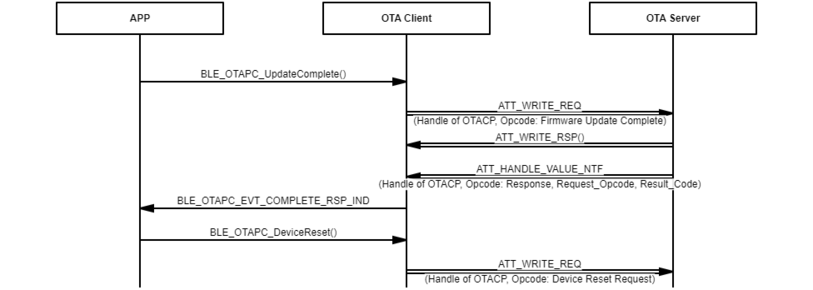 APP
OTA Client
OTA Server
BLE_OTAPC_UpdateComplete()
ATT_WRITE_REQ
(Handle of OTACP, Opcode: Firmware Update Complete)
ATT_WRITE_RSP()
ATT_HANDLE_VALUE_NTF
(Handle of OTACP, Opcode: Response, Request_Opcode, Result_Code)
BLE_OTAPC_EVT_COMPLETE_RSP_IND
BLE_OTAPC_DeviceReset()
ATT_WRITE_REQ
(Handle of OTACP, Opcode: Device Reset Request)